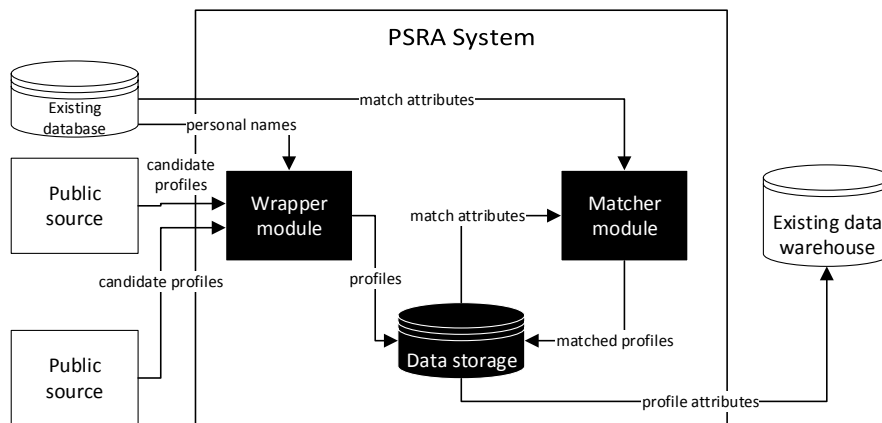 PSRA System
Existing
database
match attributes
personal names
candidate
profiles
Public
source
Wrapper
module
match attributes
Matcher
module
Existing data
warehouse
candidate profiles
profiles
Public
source
Data storage
matched profiles
profile attributes